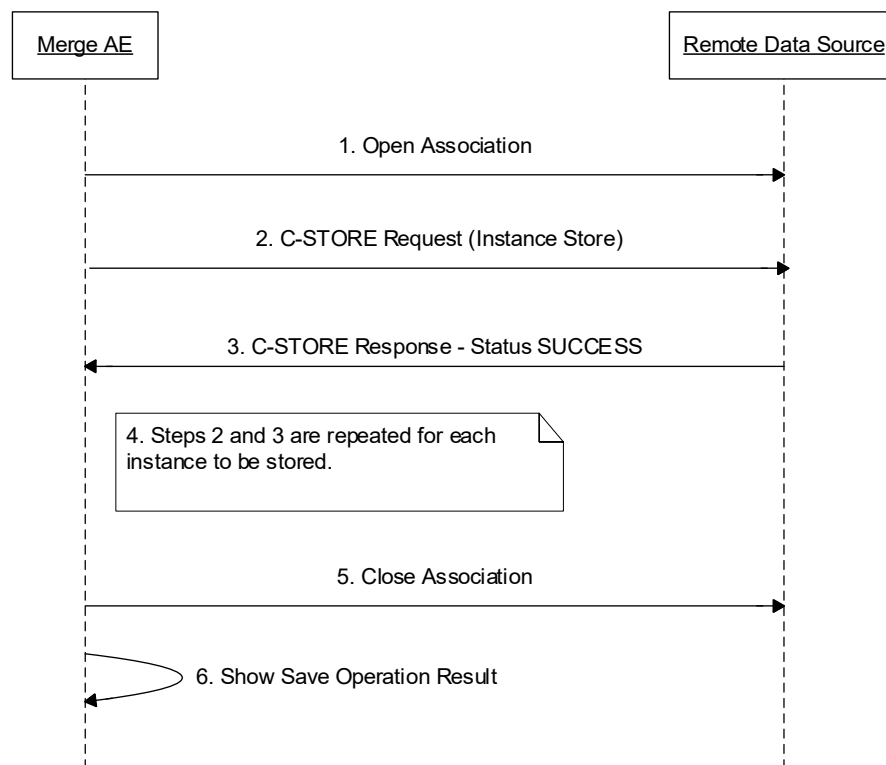 Merge AE
Remote Data Source
1. Open Association
2. C-STORE Request (Instance Store)
3. C-STORE Response - Status SUCCESS
4. Steps 2 and 3 are repeated for each
instance to be stored.
5. Close Association
6. Show Save Operation Result